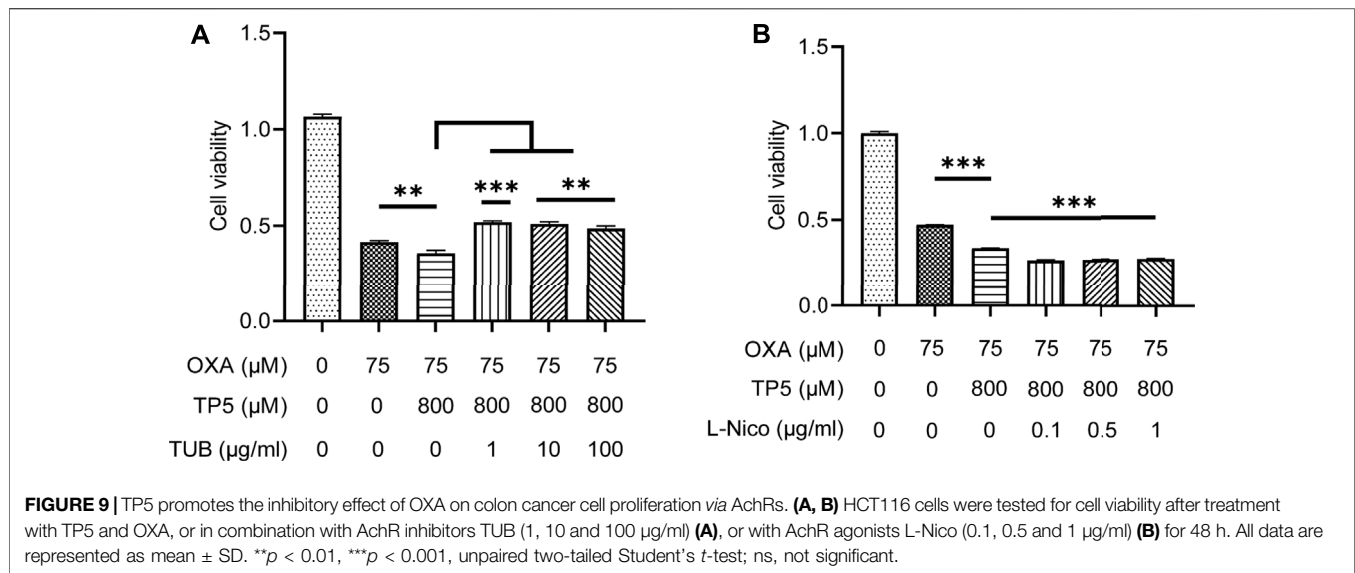 A
B
1.5
1.0
0.5
0.0
Cell viability
** *** **
OXA (µM) 0 75 75 75 75 75
TP5 (µM) 0 0 800 800 800 800
TUB (µg/ml) 0 0 0 1 10 100
1.5
1.0
0.5
0.0
Cell viability
*** ***
OXA (µM) 0 75 75 75 75 75
TP5 (µM) 0 0 800 800 800 800
L-Nico (µg/ml) 0 0 0 0.1 0.5 1
FIGURE 9 | TP5 promotes the inhibitory effect of OXA on colon cancer cell proliferation via AchRs. (A, B) HCT116 cells were tested for cell viability after treatment
with TP5 and OXA, or in combination with AchR inhibitors TUB (1, 10 and 100 µg/ml) (A), or with AchR agonists L-Nico (0.1, 0.5 and 1 µg/ml) (B) for 48 h. All data are
represented as mean ± SD. **p < 0.01, ***p < 0.001, unpaired two-tailed Student's t-test; ns, not significant.